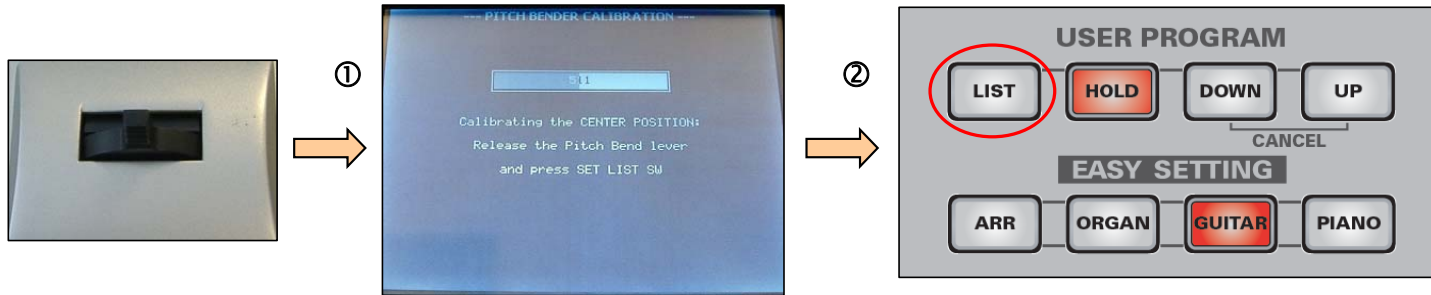 ①
--- PITCH BENDER CALIBRATION ---
511
Calibrating the CENTER POSITION:
Release the Pitch Bend lever
and press SET LIST SW
②
USER PROGRAM
LIST HOLD DOWN UP
CANCEL
EASY SETTING
ARR ORGAN GUITAR PIANO